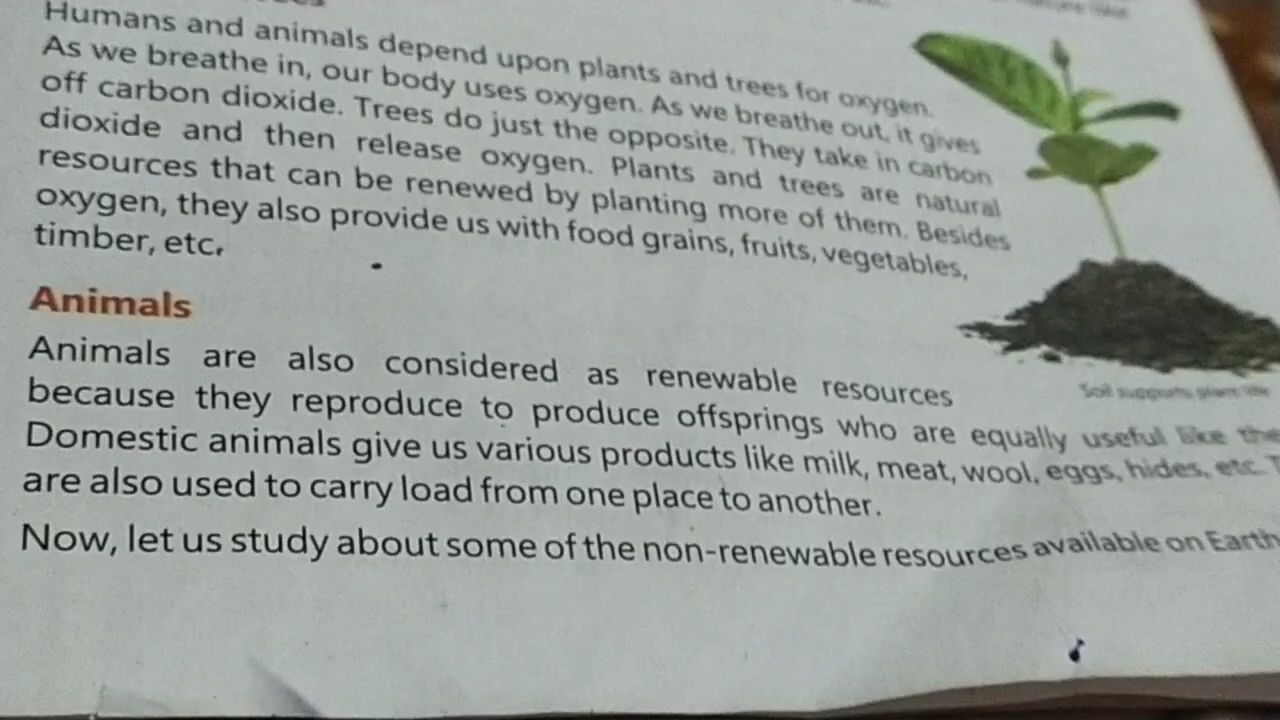 Humans and animals depend upon plants and trees for oxygen.
As we breathe in, our body uses oxygen. As we breathe out, it gives
off carbon dioxide. Trees do just the opposite. They take in carbon
dioxide and then release oxygen. Plants and trees are natural
resources that can be renewed by planting more of them. Besides
oxygen, they also provide us with food grains, fruits, vegetables,
timber, etc.
Soil supports plant life
Animals
Animals are also considered as renewable resources
because they reproduce to produce offsprings who are equally useful like
Domestic animals give us various products like milk, meat, wool, eggs, hides, etc.
are also used to carry load from one place to another.
Now, let us study about some of the non-renewable resources available on Earth